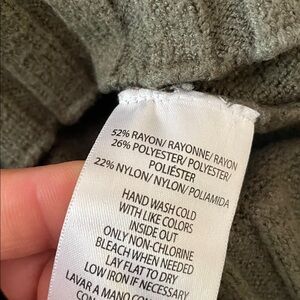 52% RAYON/ RAYONNE/ RAYON
26% POLYESTER/ POLYESTER/
POLIÉSTER
22% NYLON/ NYLON/ POLIAMIDA
HAND WASH COLD
WITH LIKE COLORS
INSIDE OUT
ONLY NON-CHLORINE
BLEACH WHEN NEEDED
LAY FLAT TO DRY
LOW IRON IF NECESSARY
LAVAR A MANO CON